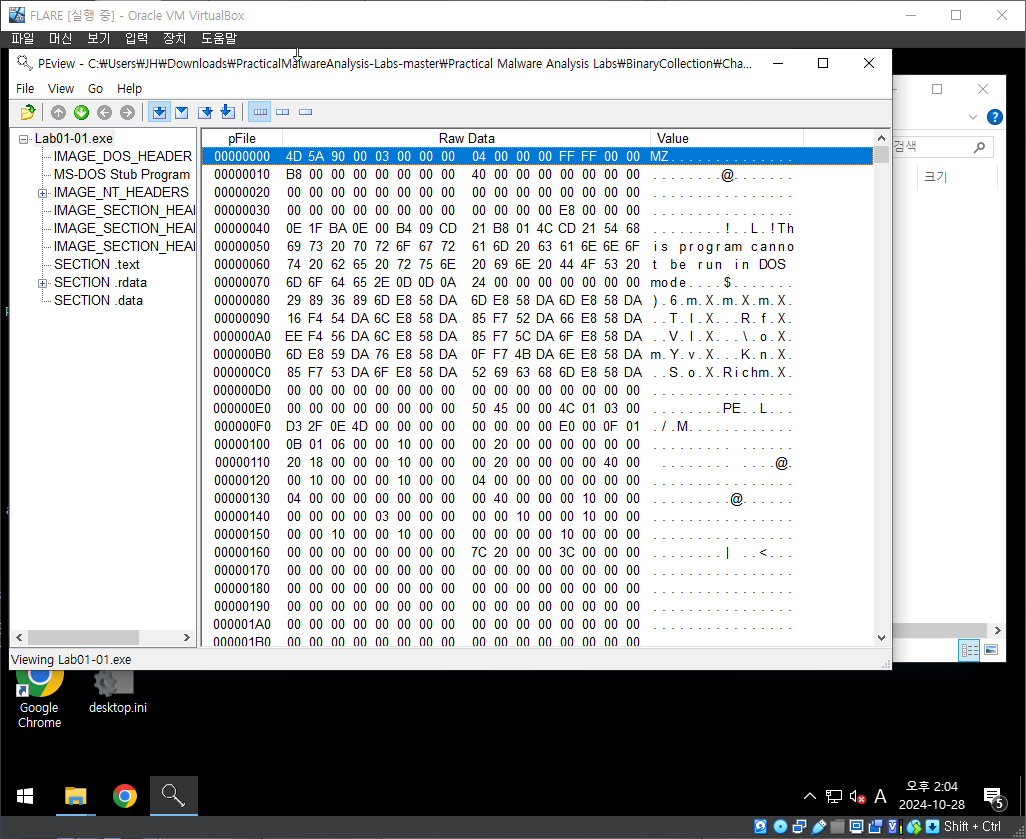 FLARE [실행 중] - Oracle VM VirtualBox
파일 머신 보기 입력 장치 도움말
PEview - C:₩Users₩JH₩Downloads₩PracticalMalwareAnalysis-Labs-master₩Practical Malware Analysis Labs₩BinaryCollection₩Cha...
File View Go Help
Lab01-01.exe
IMAGE_DOS_HEADER
MS-DOS Stub Program
IMAGE_NT_HEADERS
IMAGE_SECTION_HEAI
IMAGE_SECTION_HEAI
IMAGE_SECTION_HEAI
SECTION .text
SECTION .rdata
SECTION .data
pFile Raw Data Value
00000000 4D 5A 90 00 03 00 00 00 04 00 00 00 FF FF 00 00 MZ..............
00000010 B8 00 00 00 00 00 00 00 40 00 00 00 00 00 00 00 ........@.......
00000020 00 00 00 00 00 00 00 00 00 00 00 00 00 00 00 00 ................
00000030 00 00 00 00 00 00 00 00 00 00 00 00 E8 00 00 00 ................
00000040 0E 1F BA 0E 00 B4 09 CD 21 B8 01 4C CD 21 54 68 ........!..L.!Th
00000050 69 73 20 70 72 6F 67 72 61 6D 20 63 61 6E 6E 6F is program canno
00000060 74 20 62 65 20 72 75 6E 20 69 6E 20 44 4F 53 20 t be run in DOS
00000070 6D 6F 64 65 2E 0D 0D 0A 24 00 00 00 00 00 00 00 mode....$.......
00000080 29 89 36 89 6D E8 58 DA 6D E8 58 DA 6D E8 58 DA ).6.m.X.m.X.m.X.
00000090 16 F4 54 DA 6C E8 58 DA 85 F7 52 DA 66 E8 58 DA ..T.l.X...R.f.X.
000000A0 EE F4 56 DA 6C E8 58 DA 85 F7 5C DA 6F E8 58 DA ..V.l.X...\.o.X.
000000B0 6D E8 59 DA 76 E8 58 DA 0F F7 4B DA 6E E8 58 DA m.Y.v.X...K.n.X.
000000C0 85 F7 53 DA 6F E8 58 DA 52 69 63 68 6D E8 58 DA ..S.o.X.Richm.X.
000000D0 00 00 00 00 00 00 00 00 00 00 00 00 00 00 00 00 ................
000000E0 00 00 00 00 00 00 00 00 50 45 00 00 4C 01 03 00 ........PE..L...
000000F0 D3 2F 0E 4D 00 00 00 00 00 00 00 00 E0 00 0F 01 ./.M............
00000100 0B 01 06 00 00 10 00 00 00 20 00 00 00 00 00 00 ......... ......
00000110 20 18 00 00 00 10 00 00 00 20 00 00 00 00 40 00 ........ ....@.
00000120 00 10 00 00 00 10 00 00 04 00 00 00 00 00 00 00 ................
00000130 04 00 00 00 00 00 00 00 00 40 00 00 00 10 00 00 .........@......
00000140 00 00 00 00 03 00 00 00 00 00 10 00 00 10 00 00 ................
00000150 00 00 10 00 00 10 00 00 00 00 00 00 10 00 00 00 ................
00000160 00 00 00 00 00 00 00 00 7C 20 00 00 3C 00 00 00 ........| ..<...
00000170 00 00 00 00 00 00 00 00 00 00 00 00 00 00 00 00 ................
00000180 00 00 00 00 00 00 00 00 00 00 00 00 00 00 00 00 ................
00000190 00 00 00 00 00 00 00 00 00 00 00 00 00 00 00 00 ................
000001A0 00 00 00 00 00 00 00 00 00 00 00 00 00 00 00 00 ................
000001B0 00 00 00 00 00 00 00 00 00 00 00 00 00 00 00 00 ................
Viewing Lab01-01.exe
검색
크기
Google Chrome
desktop.ini
A
오후 2:04
2024-10-28
5
Shift + Ctrl